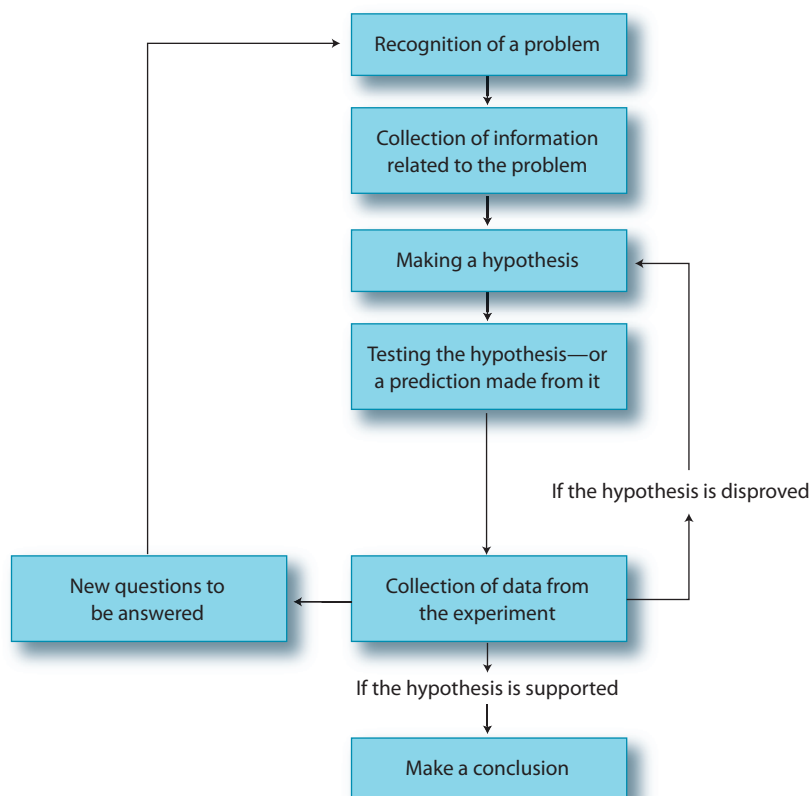 Recognition of a problem
Collection of information
related to the problem
Making a hypothesis
Testing the hypothesis—or
a prediction made from it
If the hypothesis is disproved
New questions to
be answered
Collection of data from
the experiment
If the hypothesis is supported
Make a conclusion